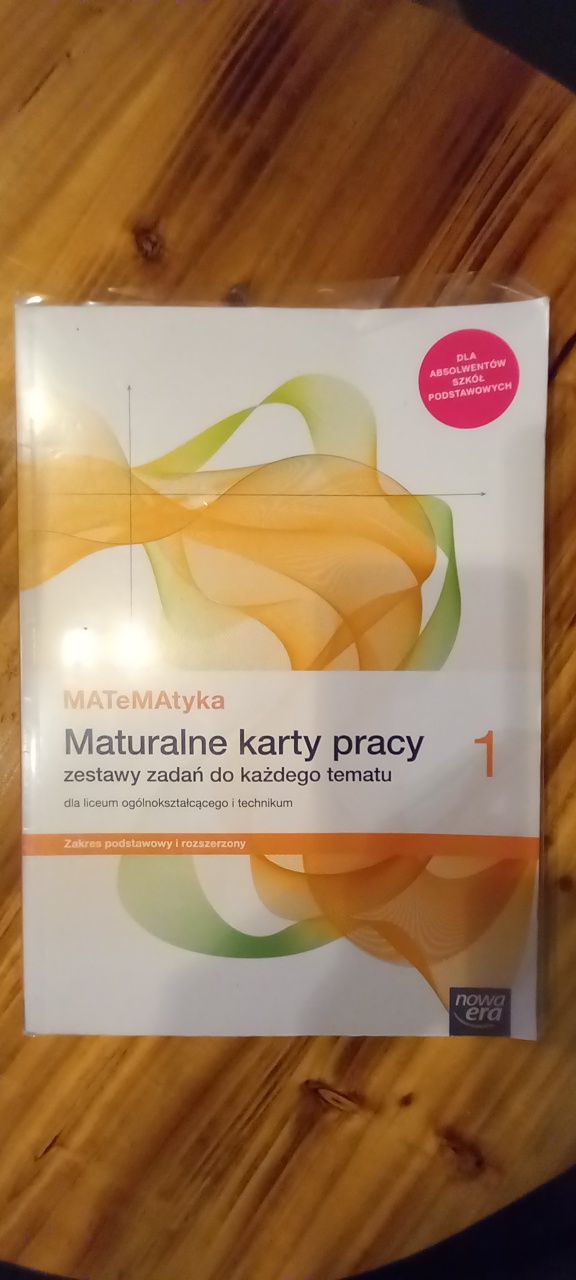 DLA
ABSOLWENTÓW
SZKÓŁ
PODSTAWOWYCH
MATeMAtyka
Maturalne karty pracy 1
zestawy zadań do każdego tematu
dla liceum ogólnokształcącego i technikum
Zakres podstawowy i rozszerzony
nowa
era